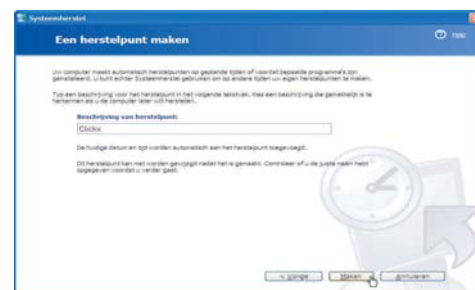 Systeemherstel
Een herstelpunt maken
Help
Uw computer maakt automatisch herstelpunten op geplande tijden of voordat bepaalde programma's zijn
geïnstalleerd. U kunt echter Systeemherstel gebruiken om op andere tijden uw eigen herstelpunten te maken.
Typ een beschrijving voor het herstelpunt in het volgende tekstvak. Kies een beschrijving die gemakkelijk is te
herkennen als u de computer later wilt herstellen.
Beschrijving van herstelpunt:
Clickx
De huidige datum en tijd worden automatisch aan het herstelpunt toegevoegd.
Dit herstelpunt kan niet worden gewijzigd nadat het is gemaakt. Controleer of u de juiste naam hebt
opgegeven voordat u verder gaat.
< Vorige Maken Annuleren